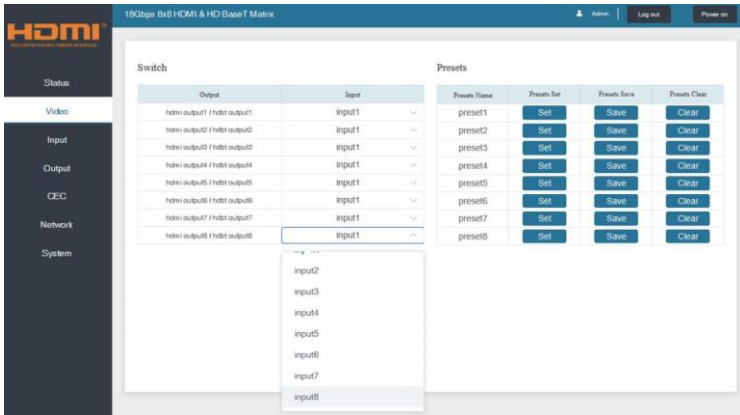 HDMI
HIGH-DEFINITION MULTIMEDIA INTERFACE
18Gbps 8x8 HDMI & HD BaseT Matrix
Admin
Log out
Power on
Status
Video
Input
Output
CEC
Network
System
Switch
Output Input
hdmi output1 / hdbt output1 input1
hdmi output2 / hdbt output2 input1
hdmi output3 / hdbt output3 input1
hdmi output4 / hdbt output4 input1
hdmi output5 / hdbt output5 input1
hdmi output6 / hdbt output6 input1
hdmi output7 / hdbt output7 input1
hdmi output8 / hdbt output8 input1
input2
input3
input4
input5
input6
input7
input8
Presets
Presets Name Presets Set Presets Save Presets Clear
preset1 Set Save Clear
preset2 Set Save Clear
preset3 Set Save Clear
preset4 Set Save Clear
preset5 Set Save Clear
preset6 Set Save Clear
preset7 Set Save Clear
preset8 Set Save Clear